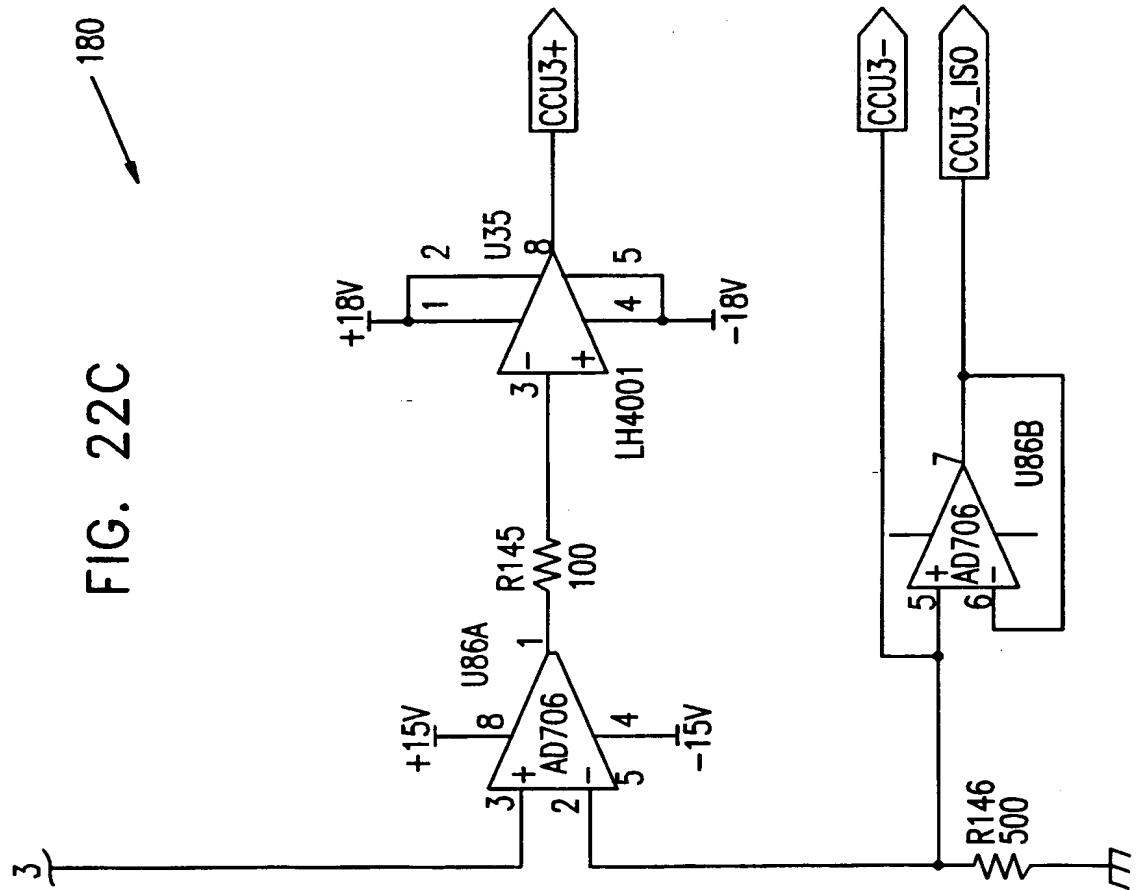 FIG. 22C
180
3
+15V
8
U86A
3
+
AD706
1
2
-
5
4
-15V
R145
100
+18V
1
2
U35
3
-
+
8
LH4001
4
5
-18V
CCU3+
CCU3-
5
+
AD706
6
-
7
U86B
CCU3_ISO
R146
500